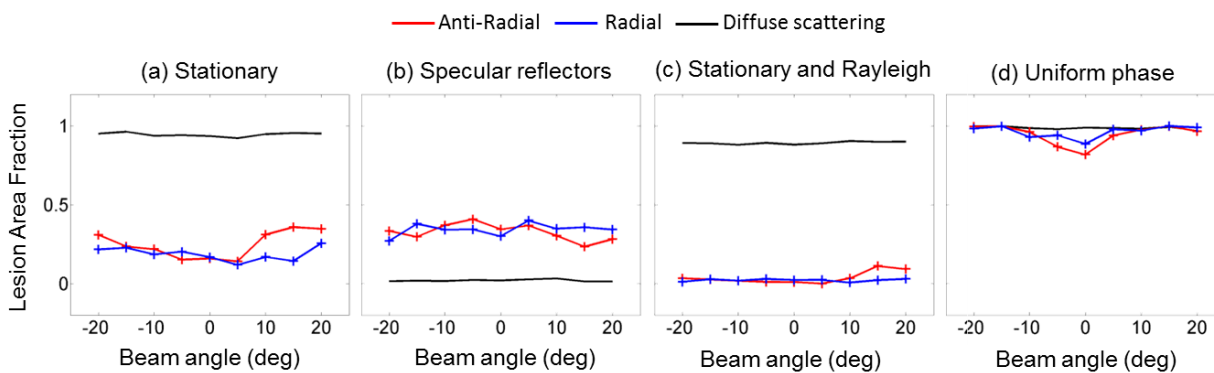 Anti-Radial Radial Diffuse scattering
(a) Stationary (b) Specular reflectors (c) Stationary and Rayleigh (d) Uniform phase
Lesion Area Fraction
1
0.5
0
-20 -10 0 10 20 -20 -10 0 10 20 -20 -10 0 10 20 -20 -10 0 10 20
Beam angle (deg) Beam angle (deg) Beam angle (deg) Beam angle (deg)